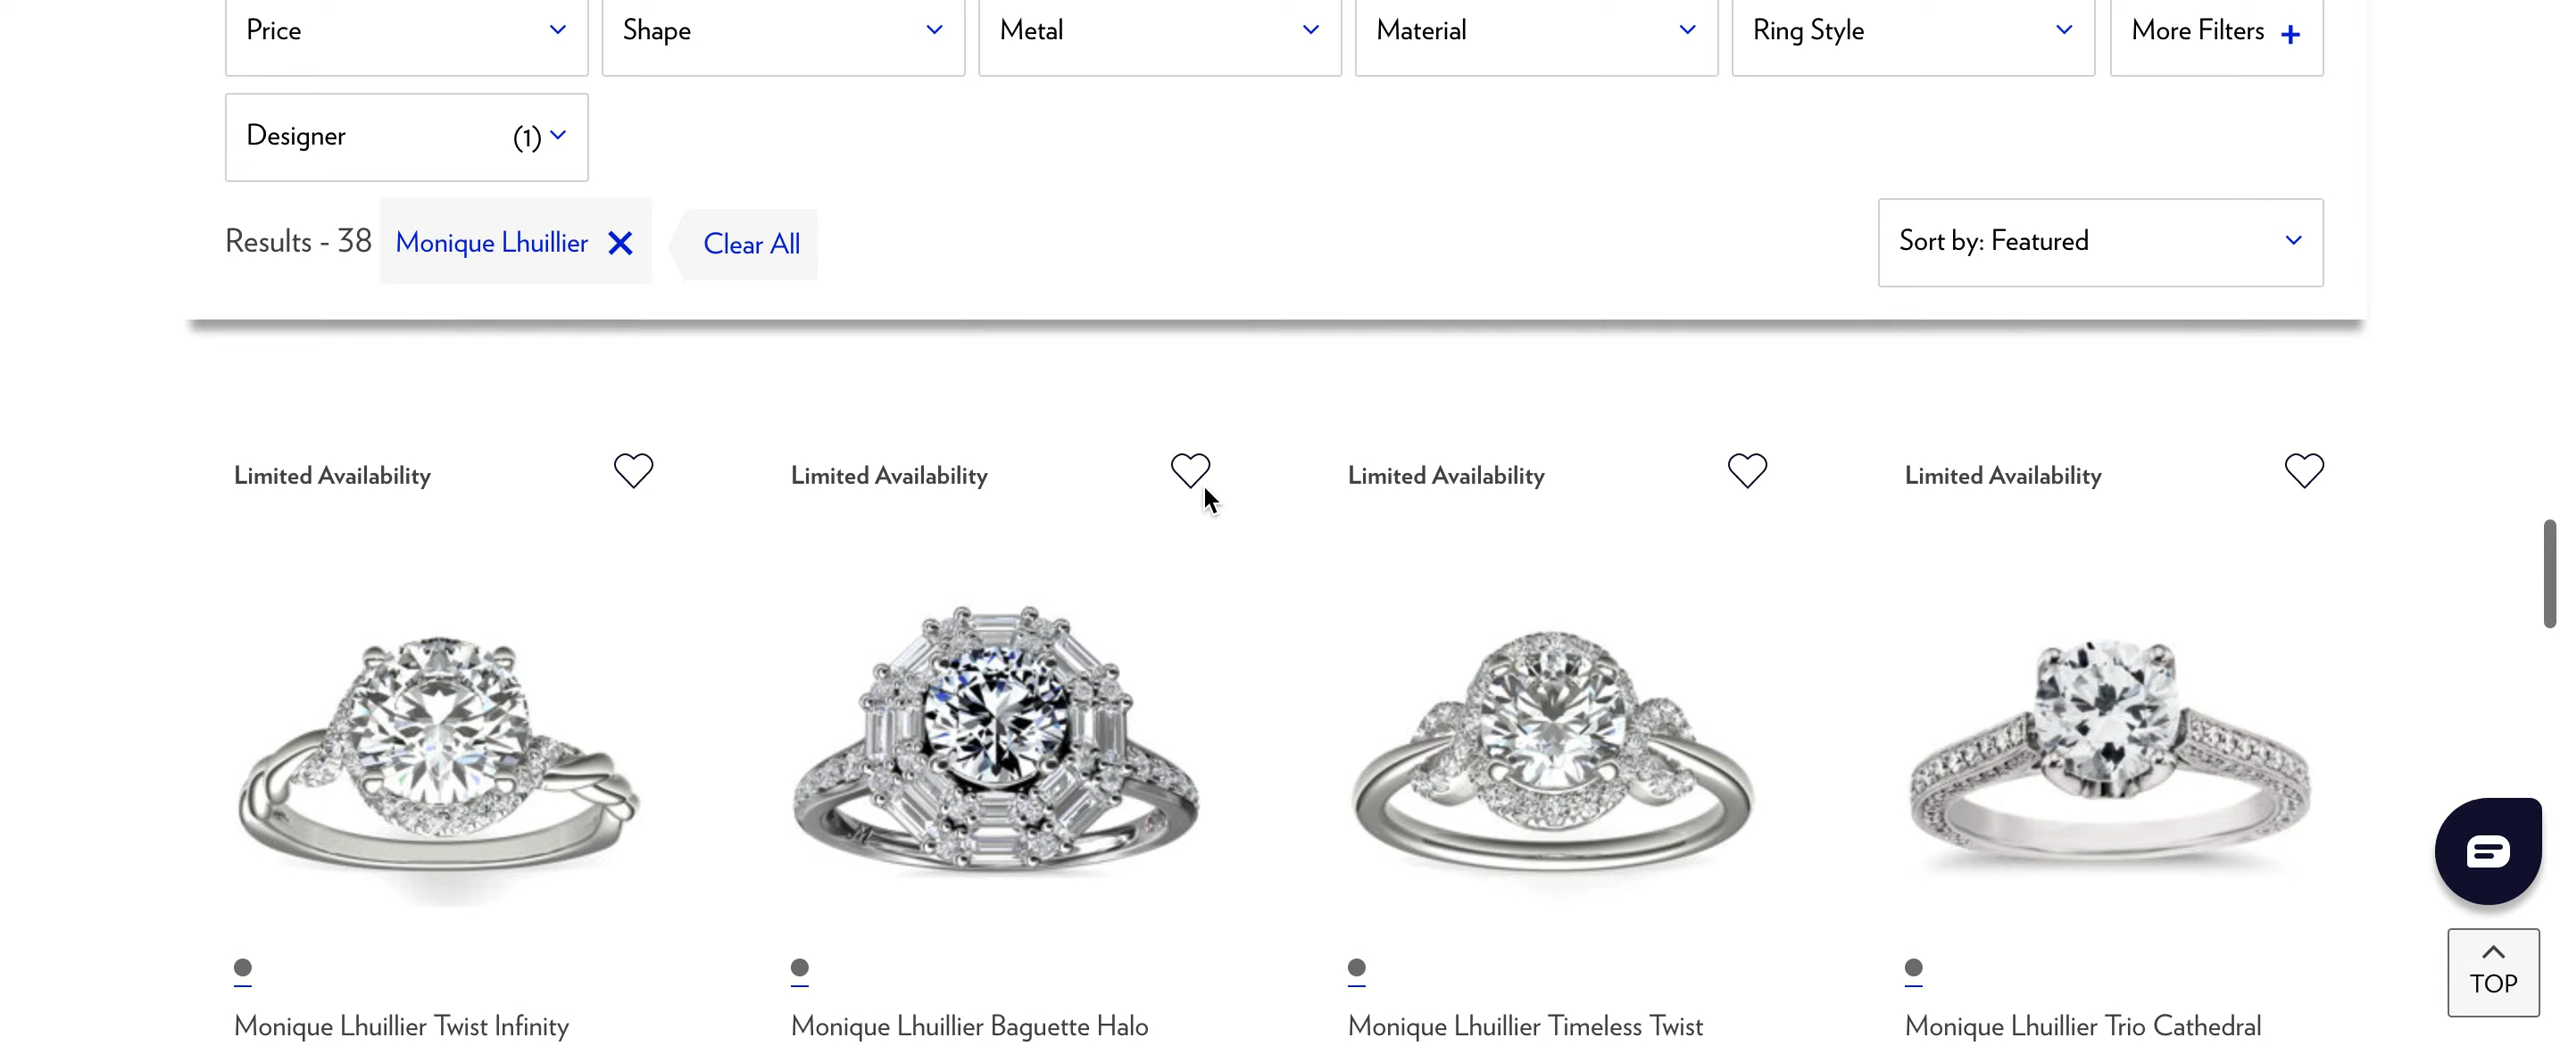 Price
Shape
Metal
Material
Ring Style
More Filters +
Designer (1)
Results - 38 Monique Lhuillier Clear All
Sort by: Featured
Limited Availability
Limited Availability
Limited Availability
Limited Availability
Monique Lhuillier Twist Infinity
Monique Lhuillier Baguette Halo
Monique Lhuillier Timeless Twist
Monique Lhuillier Trio Cathedral
TOP